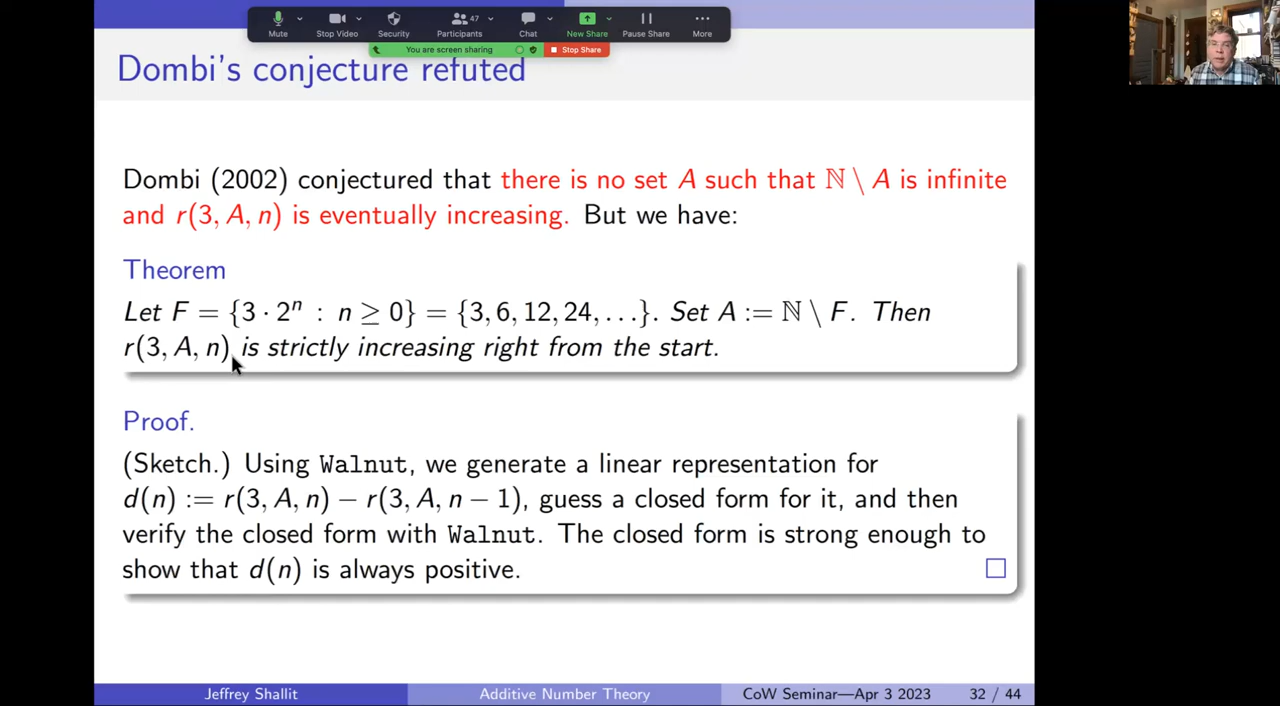 Mute
Stop Video
Security
Participants
47
Chat
New Share
Pause Share
More
You are screen sharing
Stop Share
Dombi's conjecture refuted
Dombi (2002) conjectured that there is no set A such that ℕ \ A is infinite
and r(3, A, n) is eventually increasing. But we have:
Theorem
Let F = {3 · 2ⁿ : n ≥ 0} = {3, 6, 12, 24, . . .}. Set A := ℕ \ F. Then
r(3, A, n) is strictly increasing right from the start.
Proof.
(Sketch.) Using Walnut, we generate a linear representation for
d(n) := r(3, A, n) − r(3, A, n − 1), guess a closed form for it, and then
verify the closed form with Walnut. The closed form is strong enough to
show that d(n) is always positive.
Jeffrey Shallit
Additive Number Theory
CoW Seminar—Apr 3 2023
32 / 44